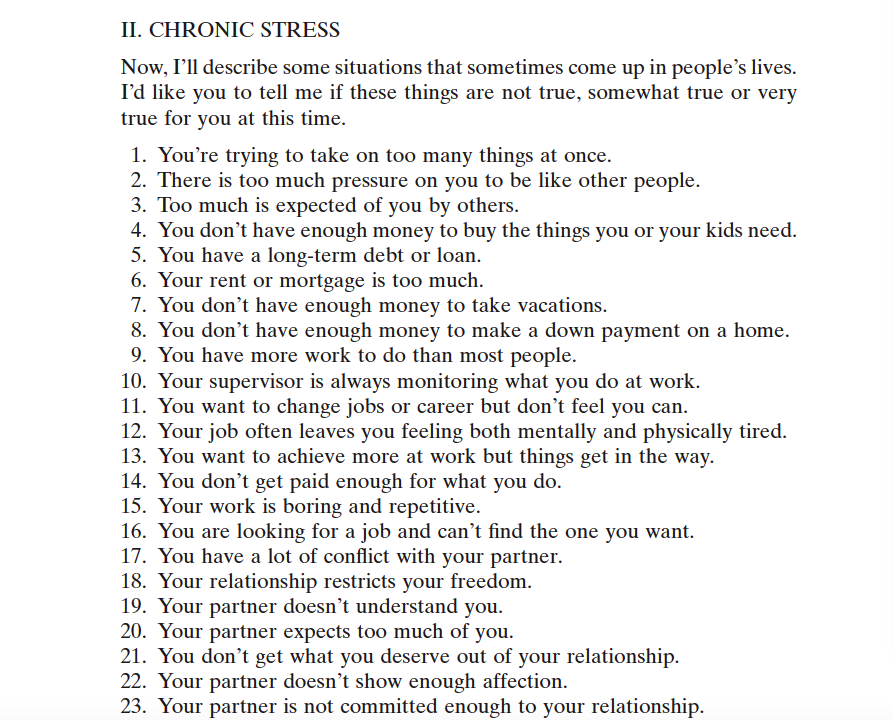 II. CHRONIC STRESS
Now, I’ll describe some situations that sometimes come up in people’s lives.
I’d like you to tell me if these things are not true, somewhat true or very
true for you at this time.
1. You’re trying to take on too many things at once.
2. There is too much pressure on you to be like other people.
3. Too much is expected of you by others.
4. You don’t have enough money to buy the things you or your kids need.
5. You have a long-term debt or loan.
6. Your rent or mortgage is too much.
7. You don’t have enough money to take vacations.
8. You don’t have enough money to make a down payment on a home.
9. You have more work to do than most people.
10. Your supervisor is always monitoring what you do at work.
11. You want to change jobs or career but don’t feel you can.
12. Your job often leaves you feeling both mentally and physically tired.
13. You want to achieve more at work but things get in the way.
14. You don’t get paid enough for what you do.
15. Your work is boring and repetitive.
16. You are looking for a job and can’t find the one you want.
17. You have a lot of conflict with your partner.
18. Your relationship restricts your freedom.
19. Your partner doesn’t understand you.
20. Your partner expects too much of you.
21. You don’t get what you deserve out of your relationship.
22. Your partner doesn’t show enough affection.
23. Your partner is not committed enough to your relationship.